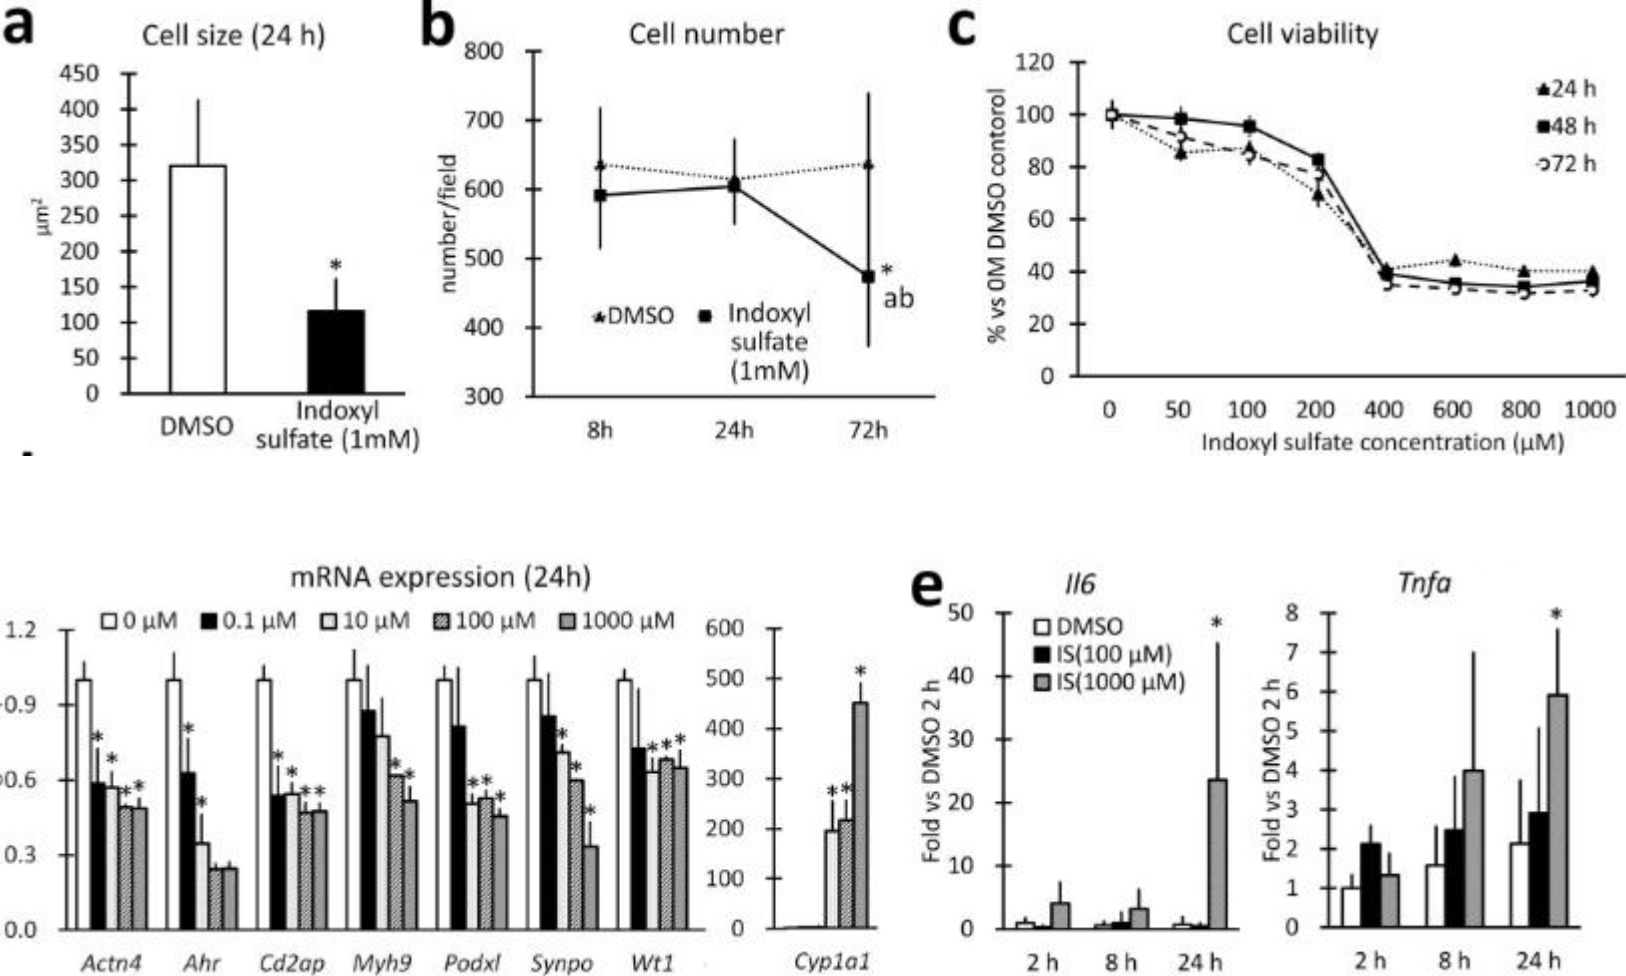 a
Cell size (24 h)
450
400
350
300
250
200
150
100
50
0
µm²
*
DMSO
Indoxyl
sulfate (1mM)
b
Cell number
800
700
600
500
400
300
number/field
*
ab
DMSO
Indoxyl
sulfate
(1mM)
8h 24h 72h
c
Cell viability
120
100
80
60
40
20
0
% vs 0M DMSO contorol
24 h
48 h
72 h
0 50 100 200 400 600 800 1000
Indoxyl sulfate concentration (µM)
mRNA expression (24h)
0 µM 0.1 µM 10 µM 100 µM 1000 µM
1.2
0.9
0.6
0.3
0.0
* * * *
* *
* * * *
* *
* * *
* * *
* * *
Actn4 Ahr Cd2ap Myh9 Podxl Synpo Wt1
600
500
400
300
200
100
0
* * *
Cyp1a1
e
Il6
50
40
30
20
10
0
Fold vs DMSO 2 h
DMSO
IS(100 µM)
IS(1000 µM)
*
2 h 8 h 24 h
Tnfa
8
7
6
5
4
3
2
1
0
Fold vs DMSO 2 h
*
2 h 8 h 24 h